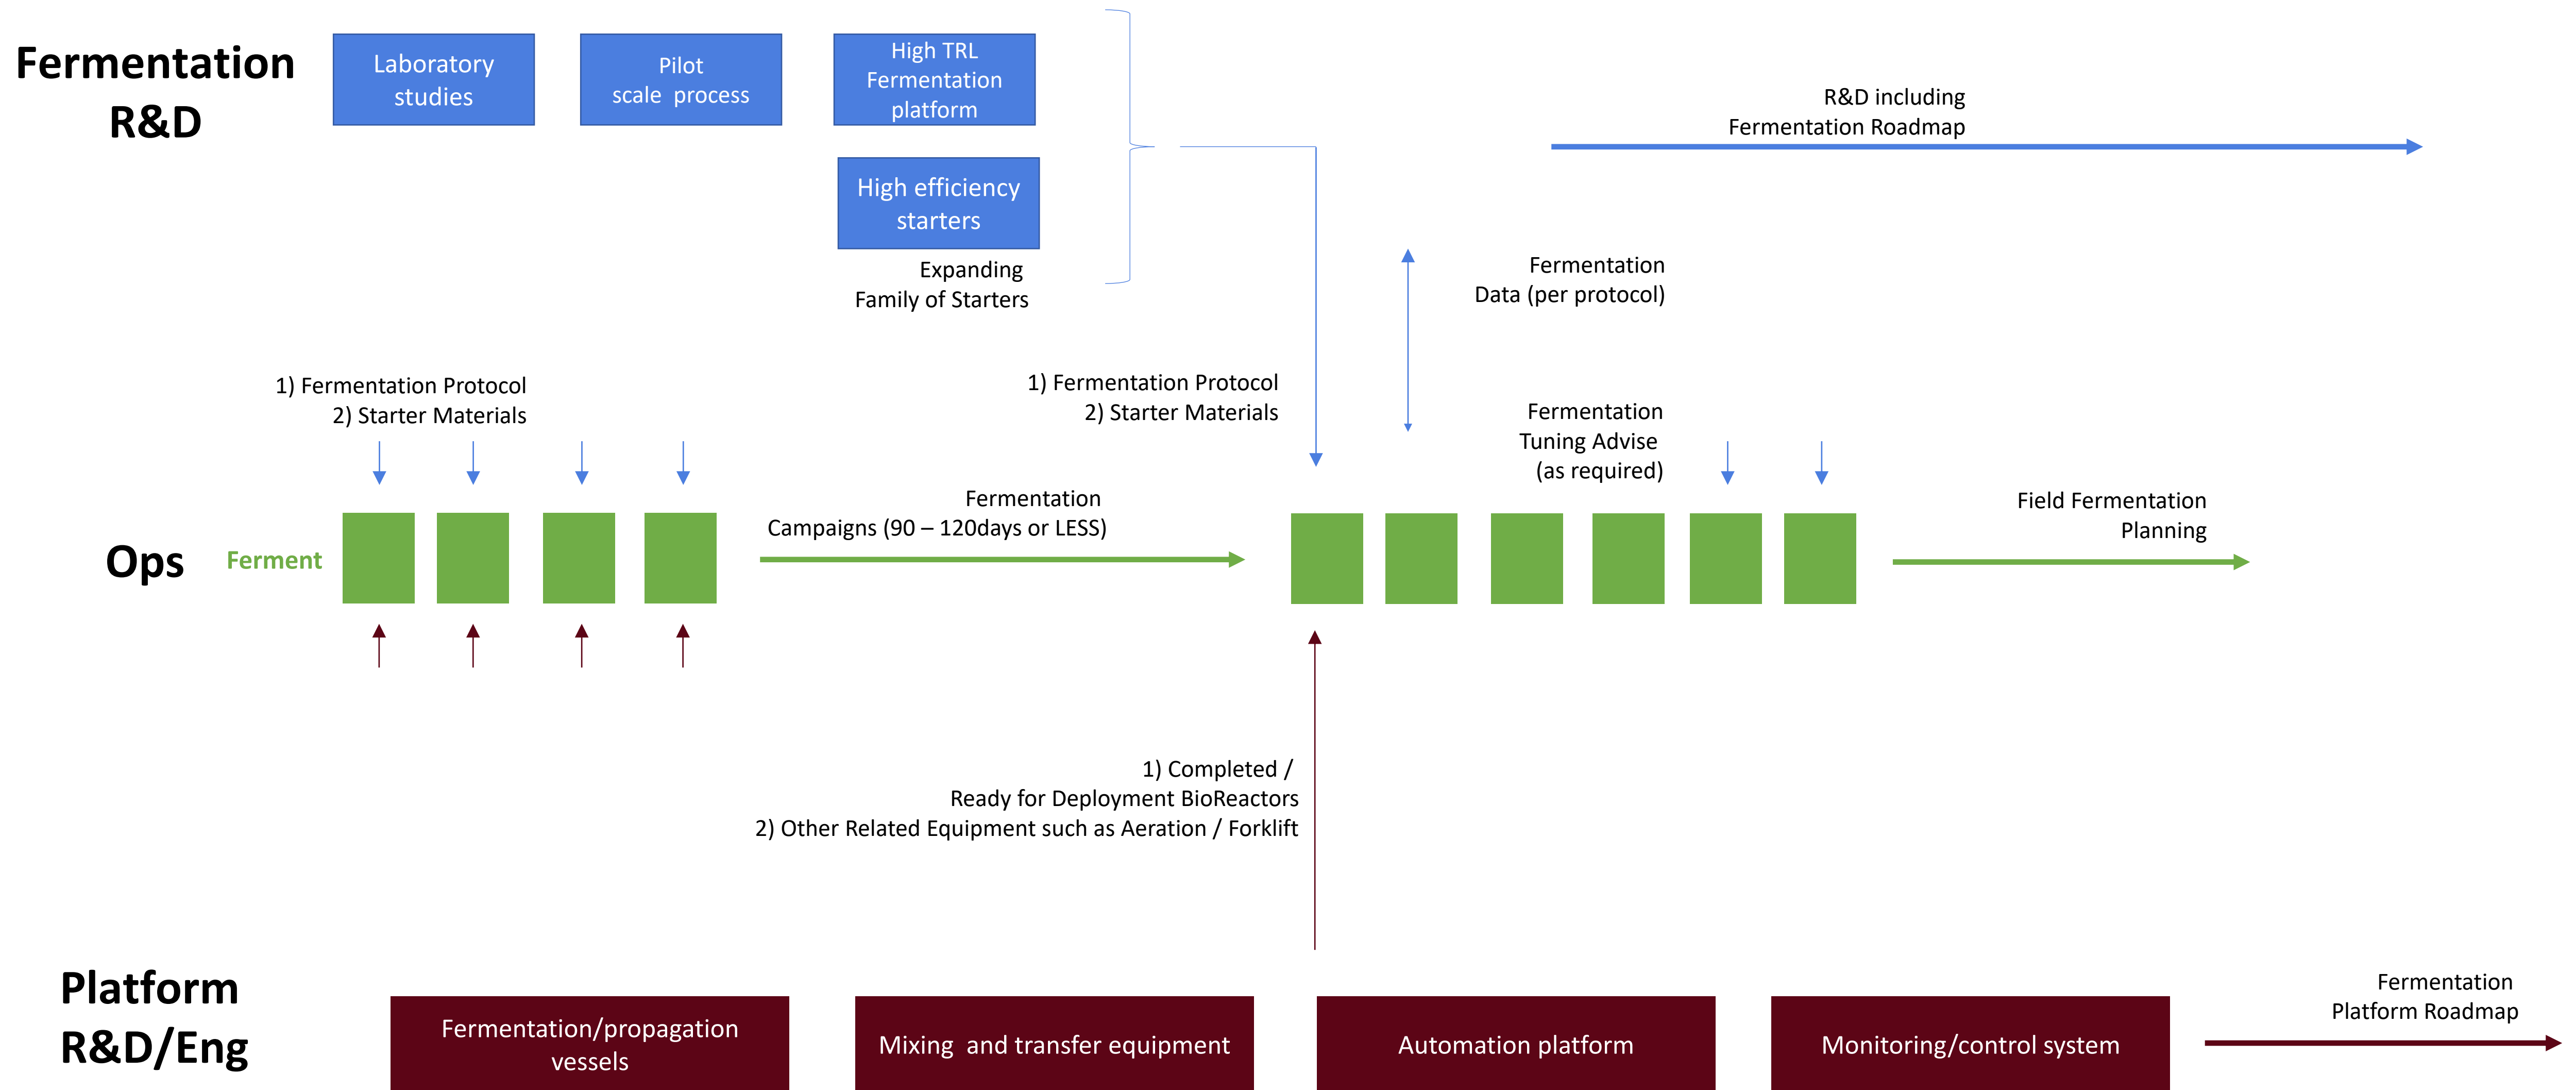 Fermentation
R&D
Laboratory
studies
Pilot
scale process
High TRL
Fermentation
platform
High efficiency
starters
Expanding
Family of Starters
R&D including
Fermentation Roadmap
Fermentation
Data (per protocol)
1) Fermentation Protocol
2) Starter Materials
1) Fermentation Protocol
2) Starter Materials
Fermentation
Tuning Advise
(as required)
Ops
Ferment
Fermentation
Campaigns (90 – 120days or LESS)
Field Fermentation
Planning
1) Completed /
Ready for Deployment BioReactors
2) Other Related Equipment such as Aeration / Forklift
Platform
R&D/Eng
Fermentation/propagation
vessels
Mixing and transfer equipment
Automation platform
Monitoring/control system
Fermentation
Platform Roadmap